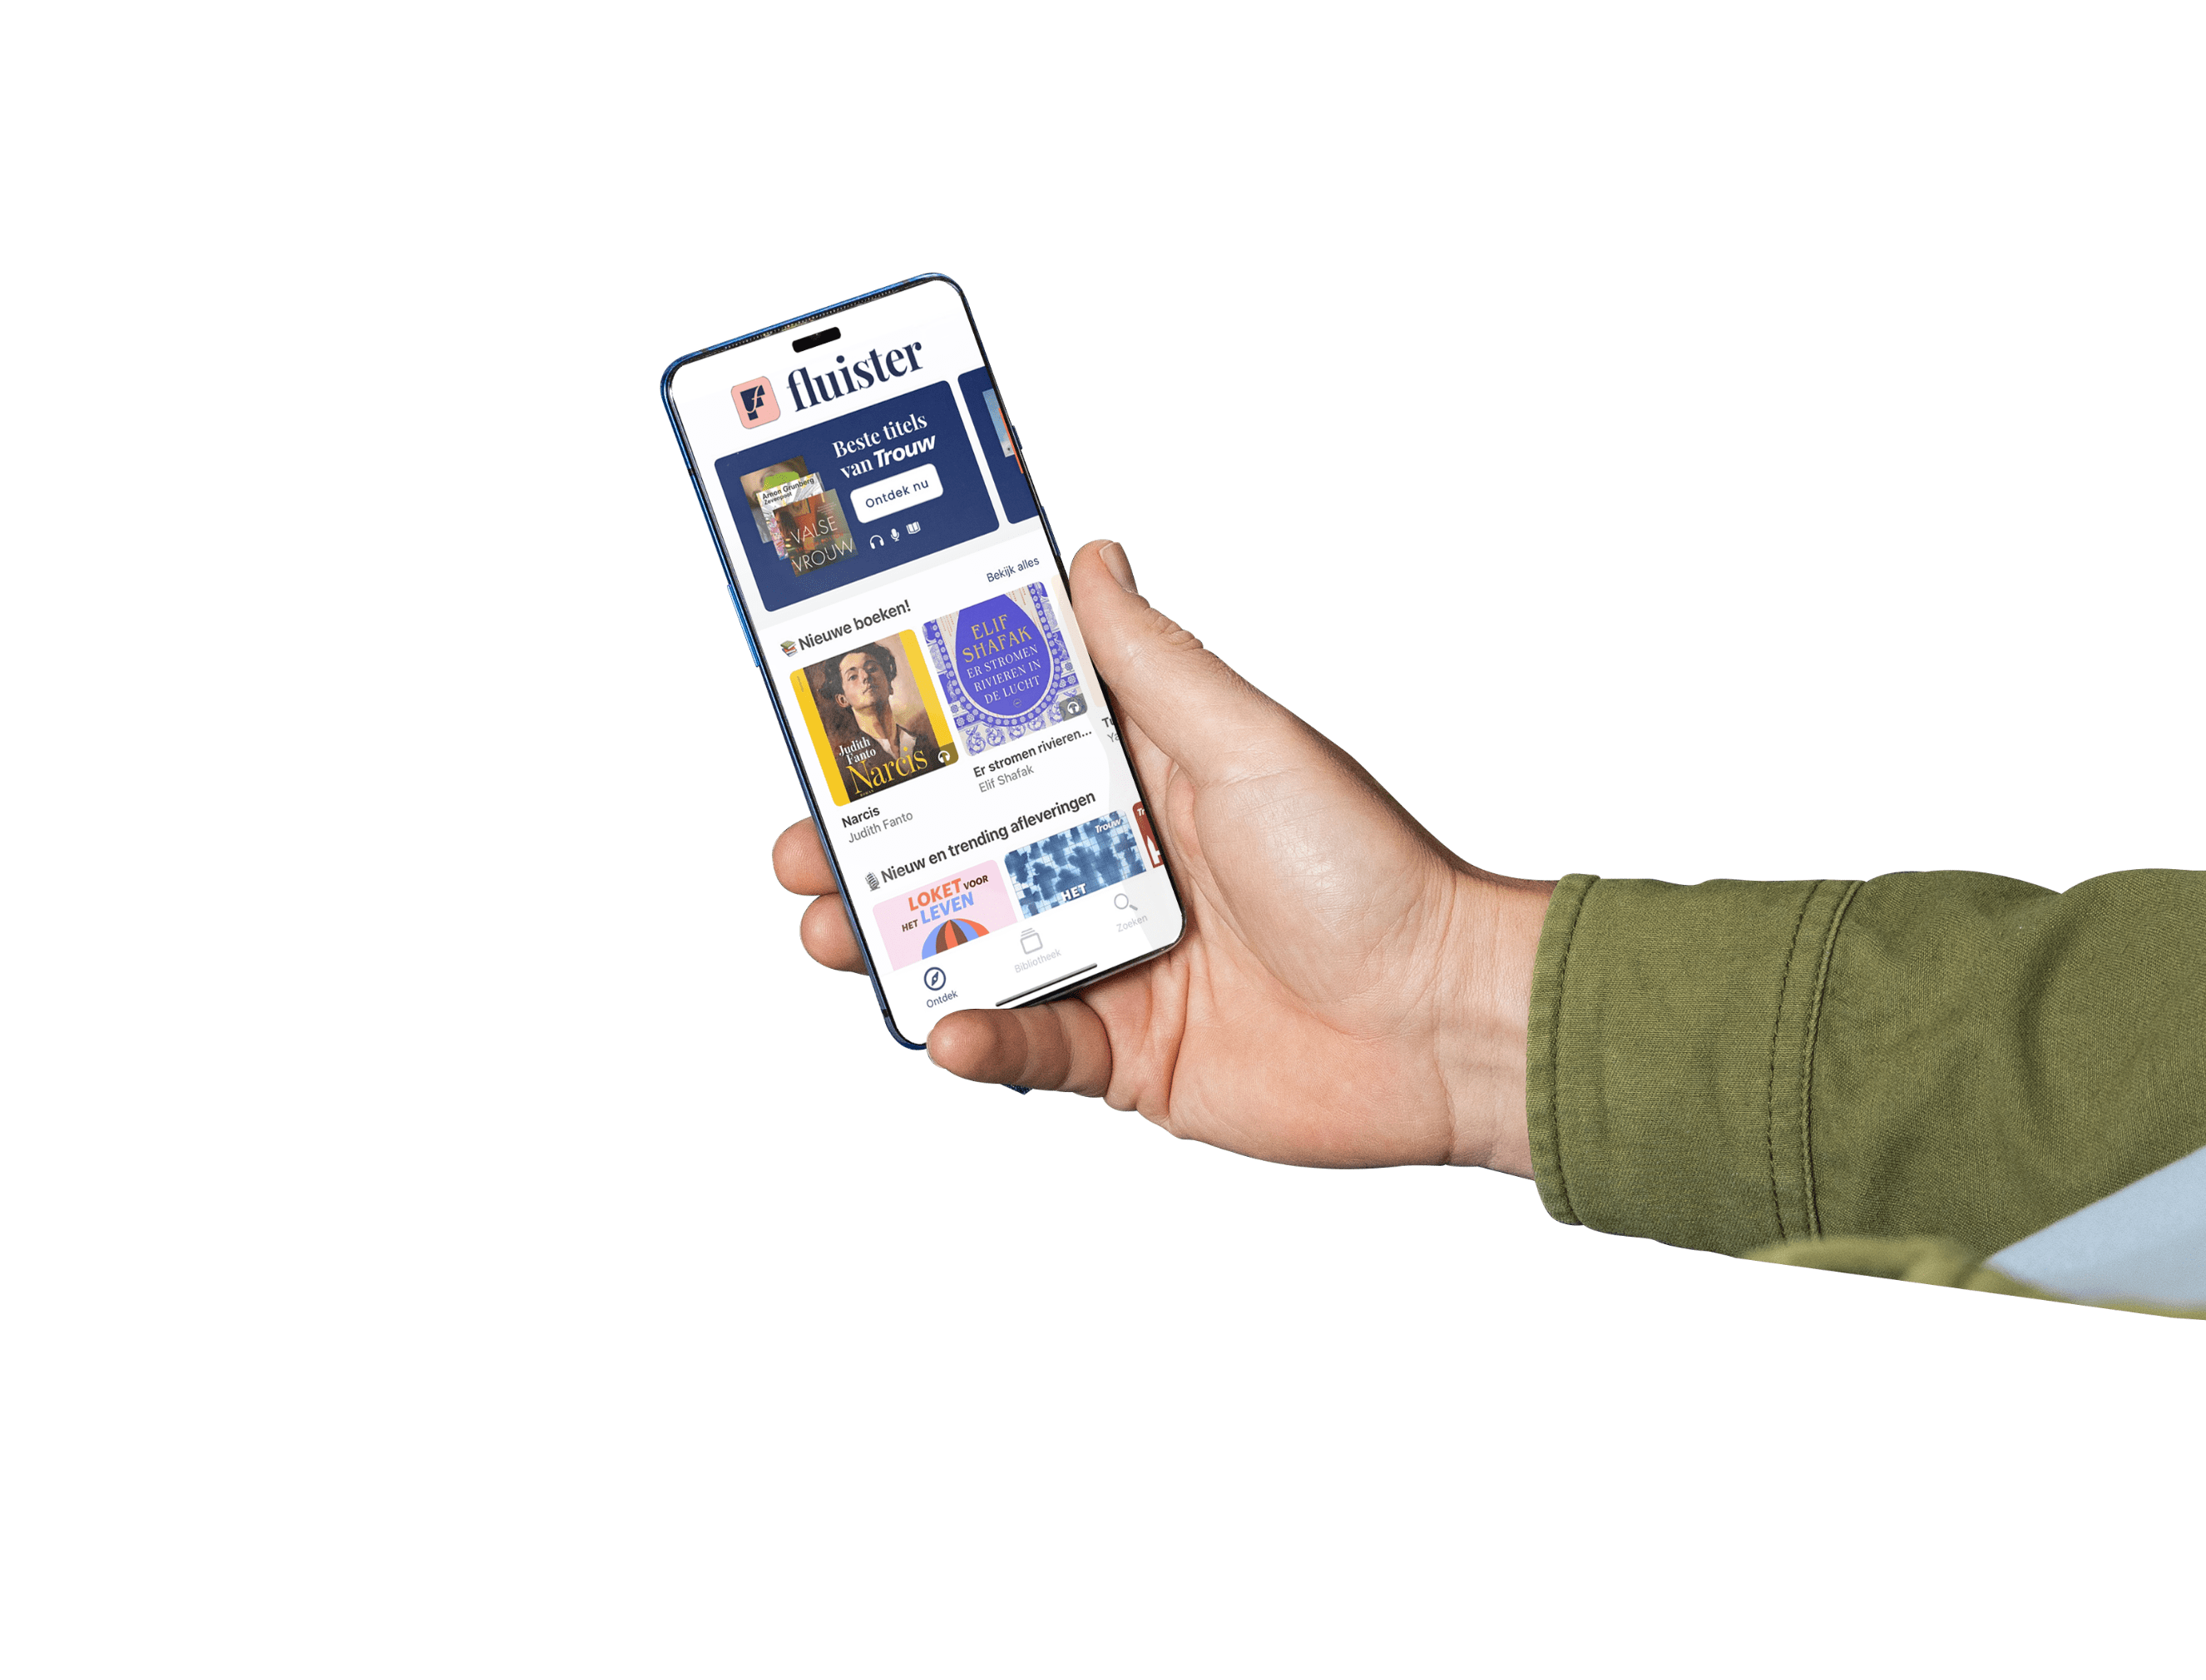 fluister
Beste titels
van Trouw
Ontdek nu
Arnon Grunberg
Zevenpoot
VALSE
VROUW
Bekijk alles
Nieuwe boeken!
Judith
Fanto
Narcis
ELIF
SHAFAK
ER STROMEN
RIVIEREN IN
DE LUCHT
Narcis
Judith Fanto
Er stromen rivieren...
Elif Shafak
Nieuw en trending afleveringen
LOKET VOOR
HET LEVEN
Trouw
HET
Ontdek
Bibliotheek
Zoeken